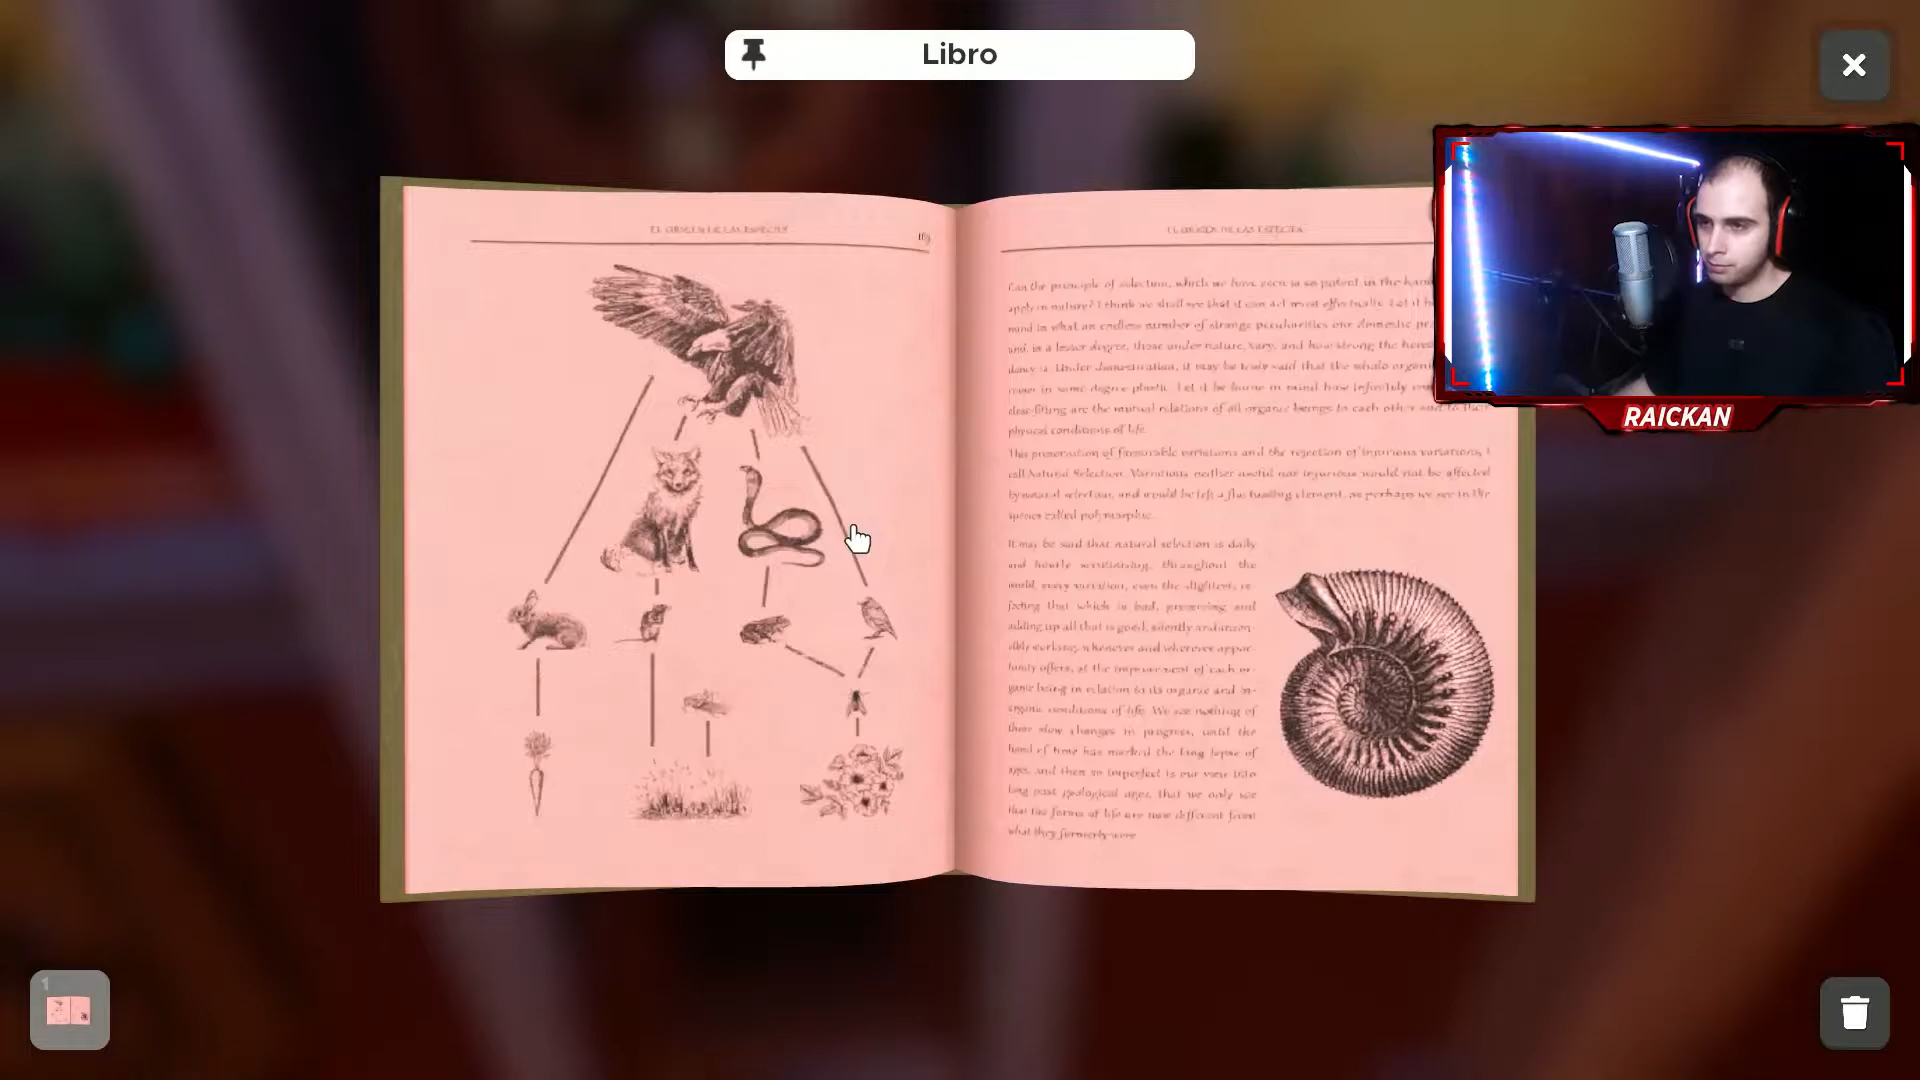 Libro
EL ORIGEN DE LAS ESPECIES
169
EL ORIGEN DE LAS ESPECIES
Can the principle of selection, which we have seen is so potent in the
apply in nature? I think we shall see that it can act most effectually. Let it
mind in what an endless number of strange peculiarities our domestic
and, in a lesser degree, those under nature, vary; and how strong the
dency is. Under domestication, it may be truly said that the whole
comes in some degree plastic. Let it be borne in mind how infinitely
close-fitting are the mutual relations of all organic beings to each other and to their
physical conditions of life.
This preservation of favourable variations and the rejection of injurious variations, I
call Natural Selection. Variations neither useful nor injurious would not be affected
by natural selection, and would be left a fluctuating element, as perhaps we see in the
species called polymorphic.
It may be said that natural selection is daily
and hourly scrutinising, throughout the
world, every variation, even the slightest; re-
jecting that which is bad, preserving and
adding up all that is good; silently and insen-
sibly working, whenever and wherever oppor-
tunity offers, at the improvement of each or-
ganic being in relation to its organic and in-
organic conditions of life. We see nothing of
these slow changes in progress, until the
hand of time has marked the long lapse of
ages, and then so imperfect is our view into
long past geological ages, that we only see
that the forms of life are now different from
what they formerly were
RAICKAN
1